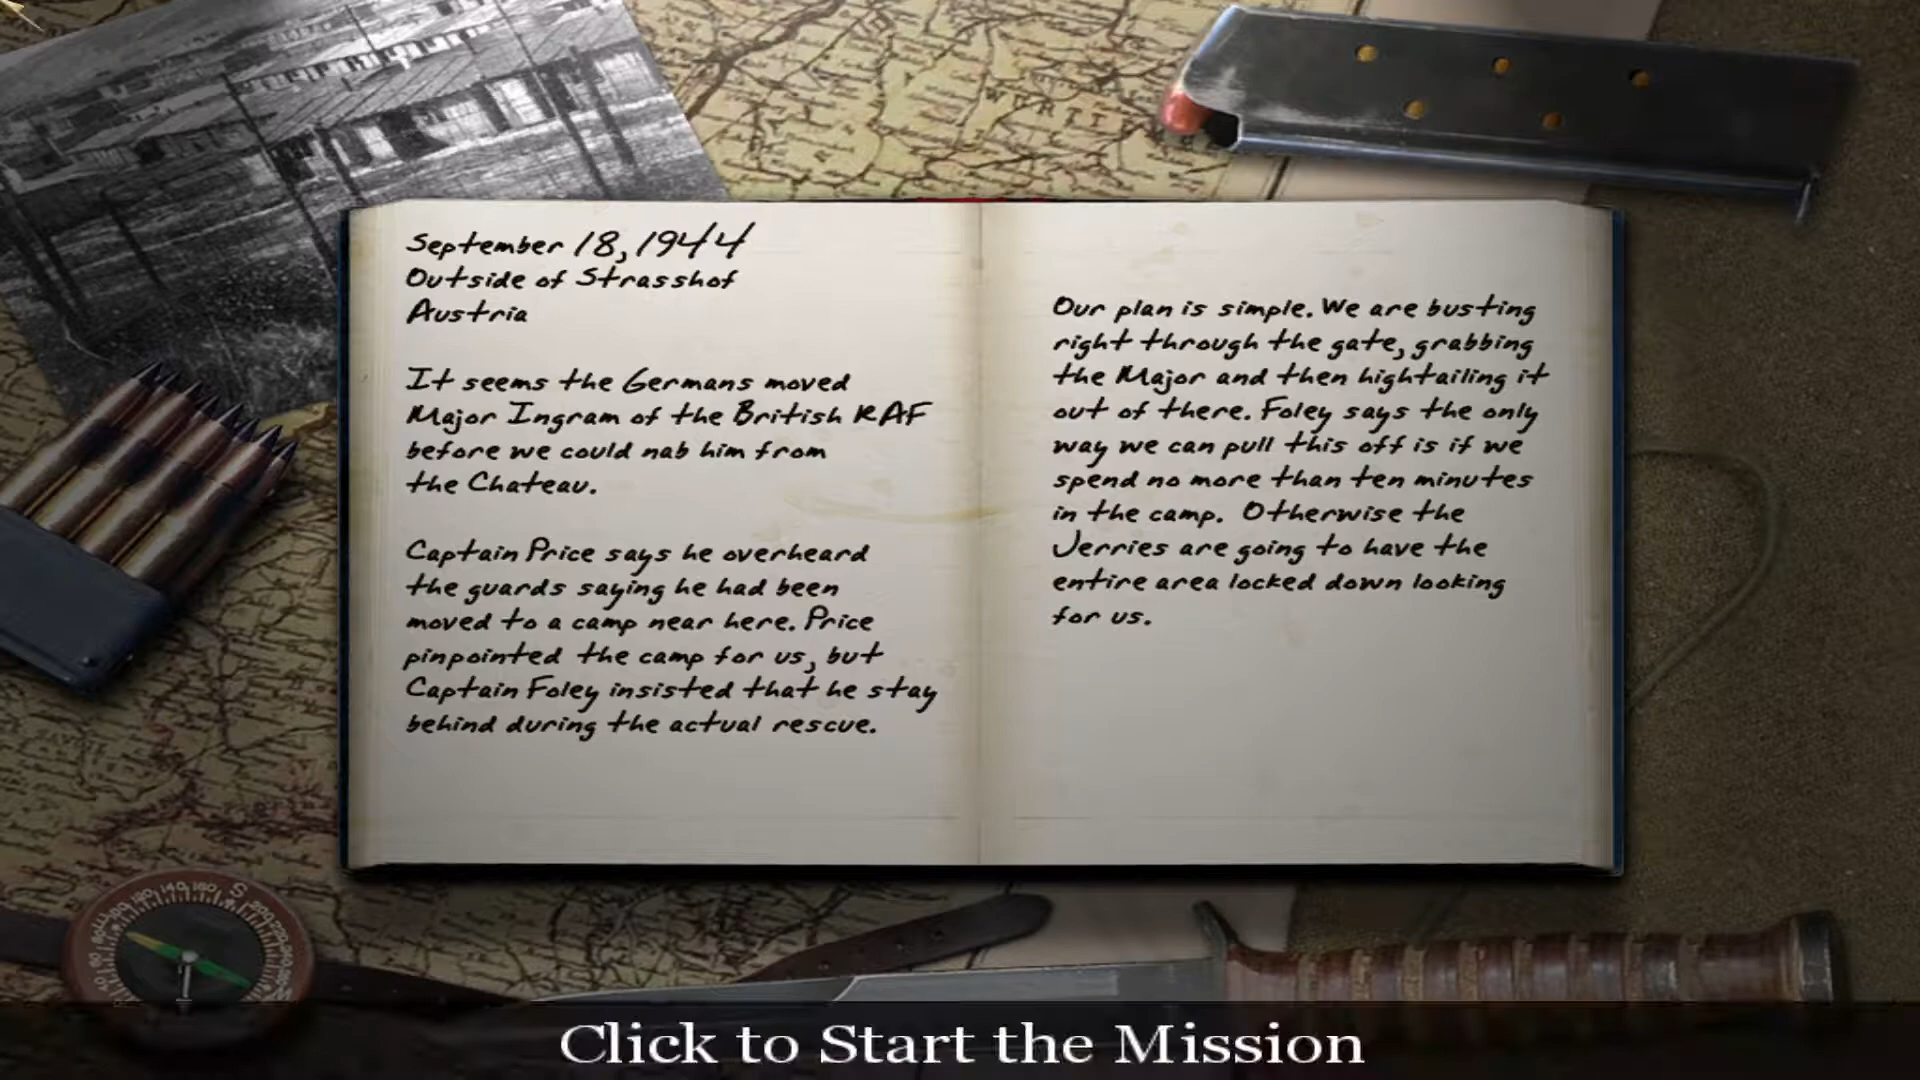 September 18, 1944
Outside of Strasshof
Austria
It seems the Germans moved
Major Ingram of the British RAF
before we could nab him from
the Chateau.
Captain Price says he overheard
the guards saying he had been
moved to a camp near here. Price
pinpointed the camp for us, but
Captain Foley insisted that he stay
behind during the actual rescue.
Our plan is simple. We are busting
right through the gate, grabbing
the Major and then hightailing it
out of there. Foley says the only
way we can pull this off is if we
spend no more than ten minutes
in the camp. Otherwise the
Jerries are going to have the
entire area locked down looking
for us.
Click to Start the Mission